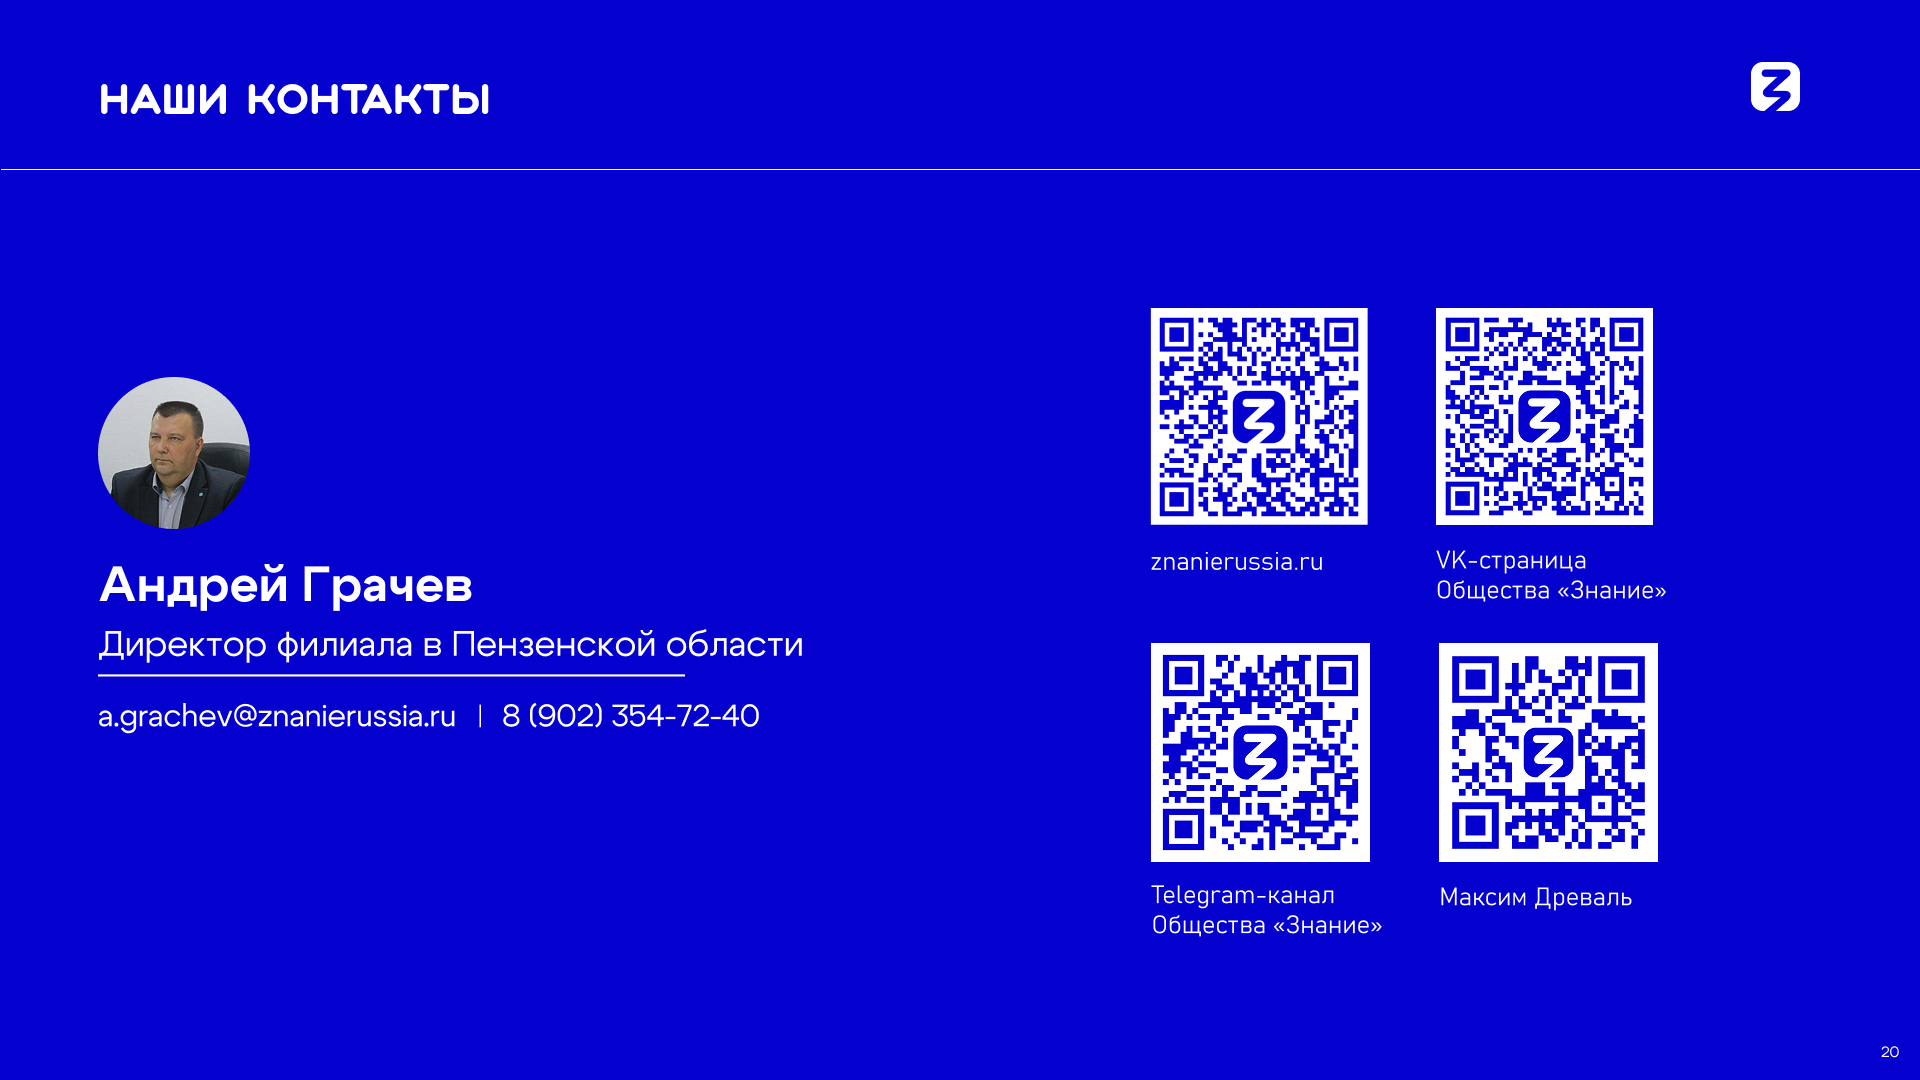 НАШИ КОНТАКТЫ
Андрей Грачев
Директор филиала в Пензенской области
a.grachev@znanierussia.ru | 8 (902) 354-72-40
znanierussia.ru
VK-страница
Общества «Знание»
Telegram-канал
Общества «Знание»
Максим Древаль
20